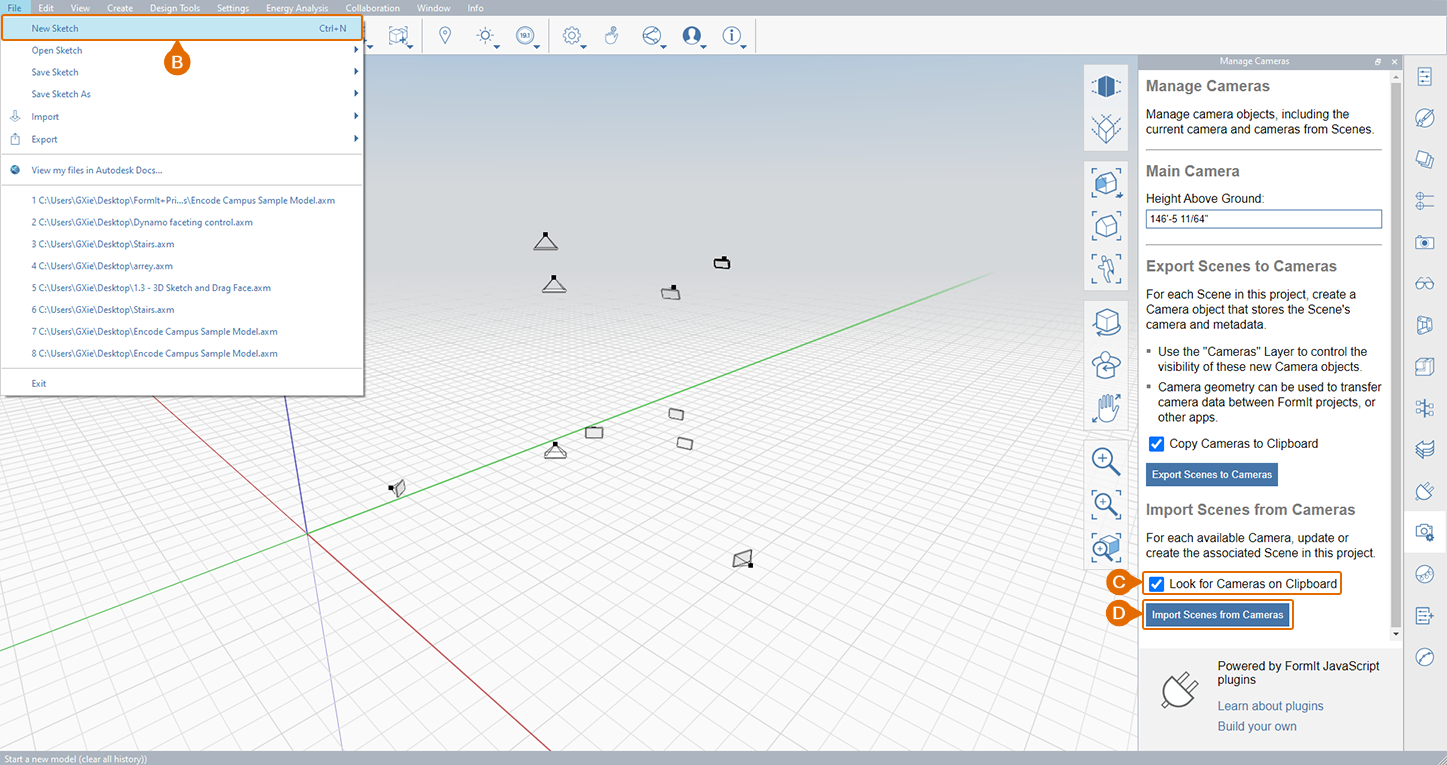 File Edit View Create Design Tools Settings Energy Analysis Collaboration Window Info
New Sketch Ctrl+N
B
Open Sketch
Save Sketch
Save Sketch As
Import
Export
View my files in Autodesk Docs...
1 C:\Users\GXie\Desktop\FormIt+Pri...s\Encode Campus Sample Model.axm
2 C:\Users\GXie\Desktop\Dynamo faceting control.axm
3 C:\Users\GXie\Desktop\Stairs.axm
4 C:\Users\GXie\Desktop\arrey.axm
5 C:\Users\GXie\Desktop\1.3 - 3D Sketch and Drag Face.axm
6 C:\Users\GXie\Desktop\Stairs.axm
7 C:\Users\GXie\Desktop\Encode Campus Sample Model.axm
8 C:\Users\GXie\Desktop\Encode Campus Sample Model.axm
Exit
19.1
Manage Cameras
Manage Cameras
Manage camera objects, including the
current camera and cameras from Scenes.
Main Camera
Height Above Ground:
146'-5 11/64"
Export Scenes to Cameras
For each Scene in this project, create a
Camera object that stores the Scene's
camera and metadata.
Use the "Cameras" Layer to control the
visibility of these new Camera objects.
Camera geometry can be used to transfer
camera data between FormIt projects, or
other apps.
Copy Cameras to Clipboard
Export Scenes to Cameras
Import Scenes from Cameras
For each available Camera, update or
create the associated Scene in this project.
C Look for Cameras on Clipboard
D Import Scenes from Cameras
Powered by FormIt JavaScript
plugins
Learn about plugins
Build your own
Start a new model (clear all history))